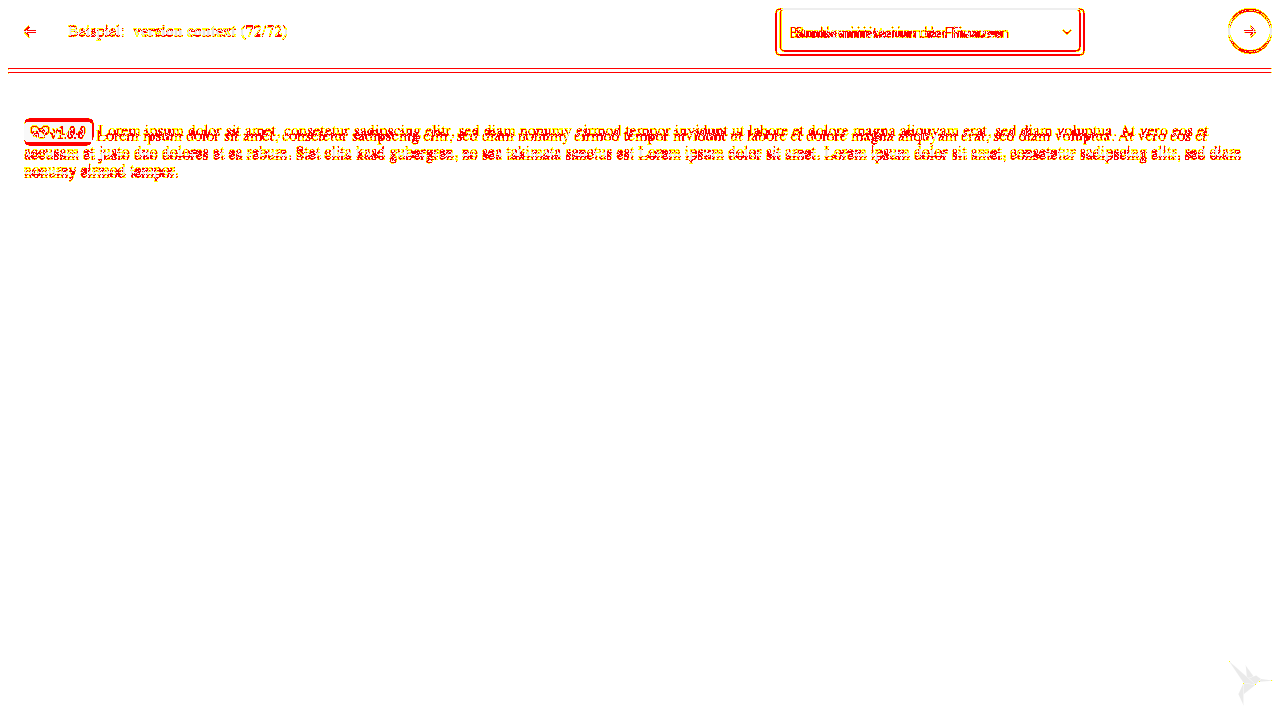 Beispiel: version context (72/72)
v1.0.0 Lorem ipsum dolor sit amet, consetetur sadipscing elitr, sed diam nonumy eirmod tempor invidunt ut labore et dolore magna aliquyam erat, sed diam voluptua. At vero eos et
accusam et justo duo dolores et ea rebum. Stet clita kasd gubergren, no sea takimata sanctus est Lorem ipsum dolor sit amet. Lorem ipsum dolor sit amet, consetetur sadipscing elitr, sed diam
nonumy eirmod tempor.